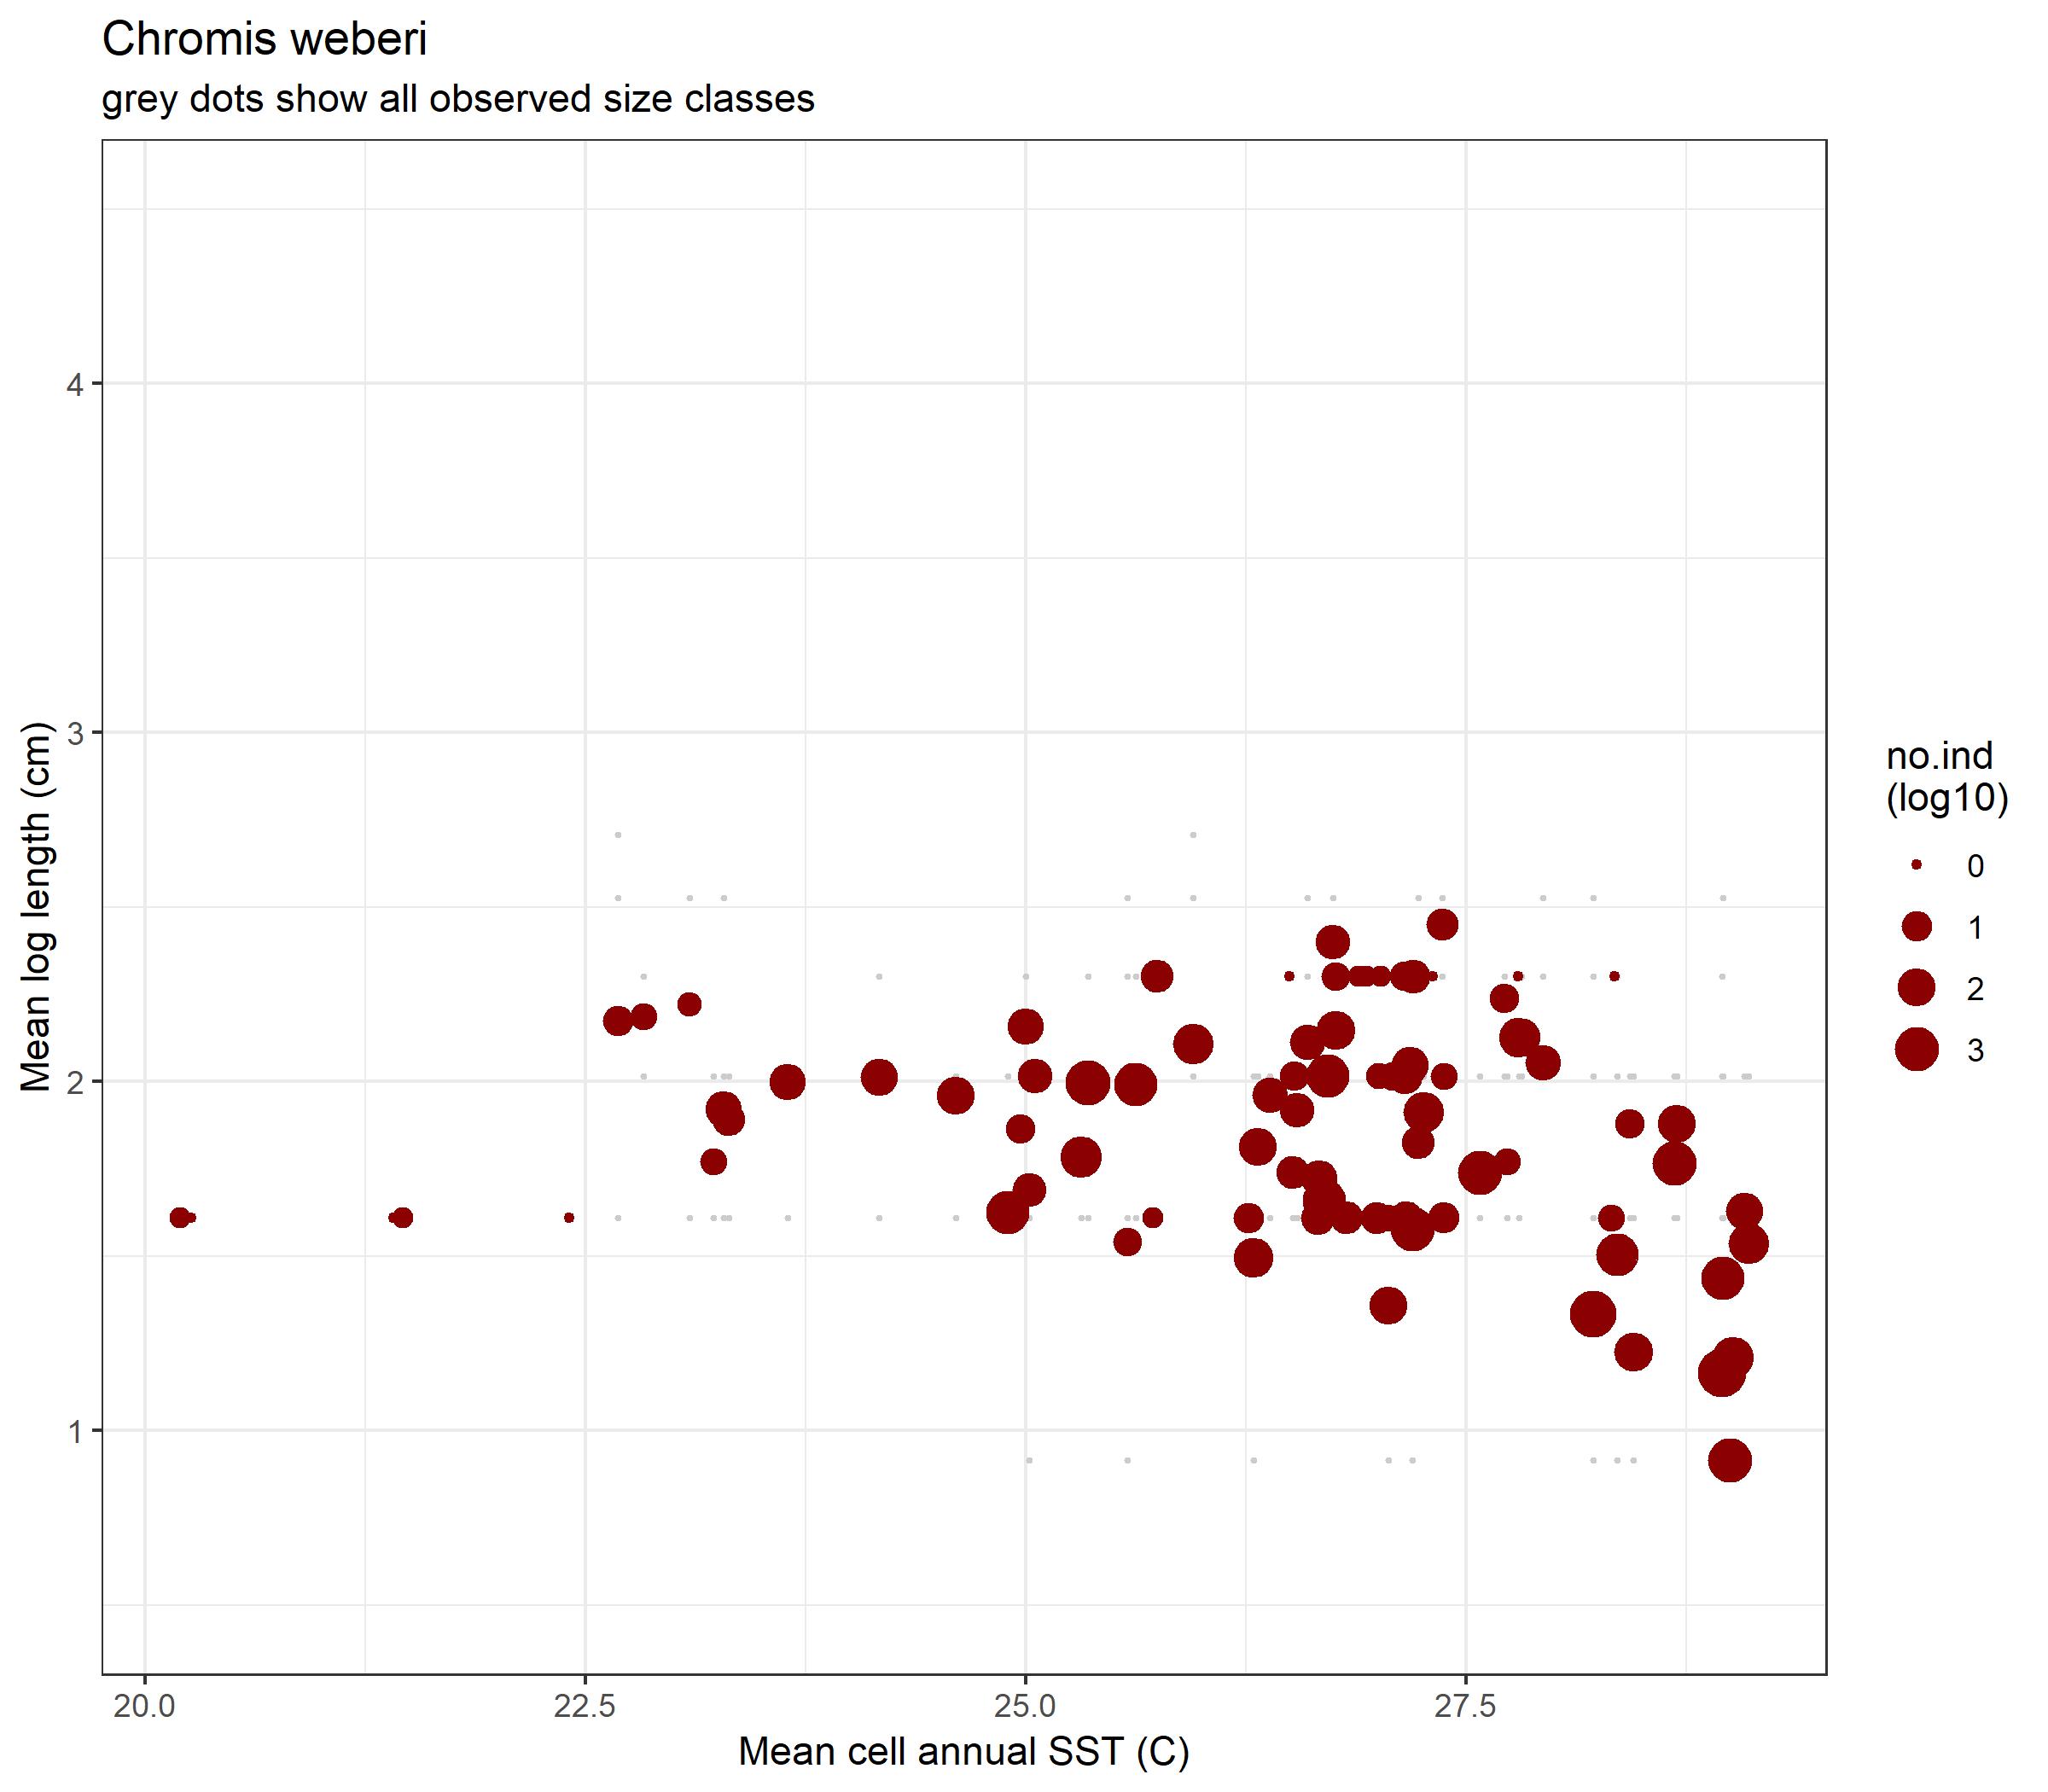 Chromis weberi
grey dots show all observed size classes
Mean log length (cm)
4
3
2
1
20.0
22.5
25.0
27.5
Mean cell annual SST (C)
no.ind
(log10)
0
1
2
3